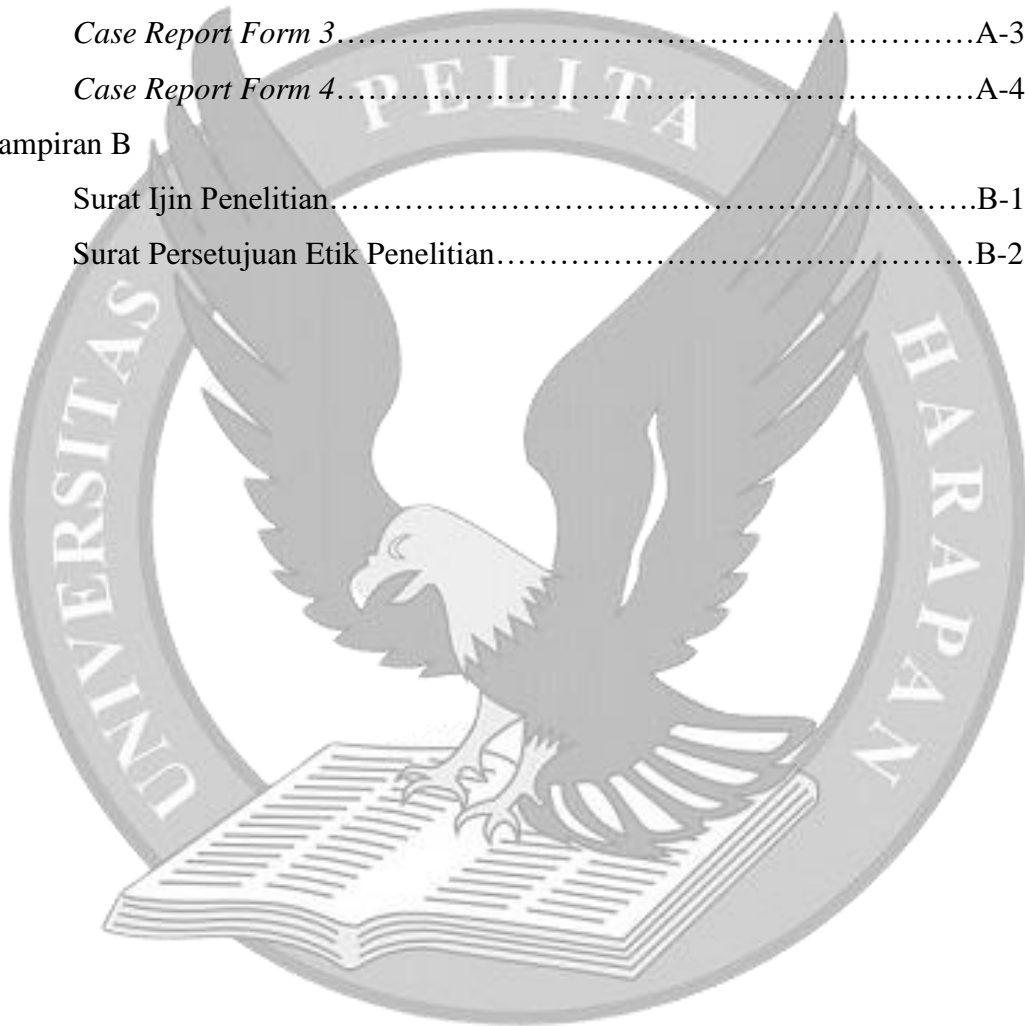 Case Report Form 3……………………………………………………………A-3
Case Report Form 4……………………………………………………………A-4
ampiran B
Surat Ijin Penelitian…………………………………………………………….B-1
Surat Persetujuan Etik Penelitian………………………………………………B-2
UNIVERSITAS PELITA HARAPAN